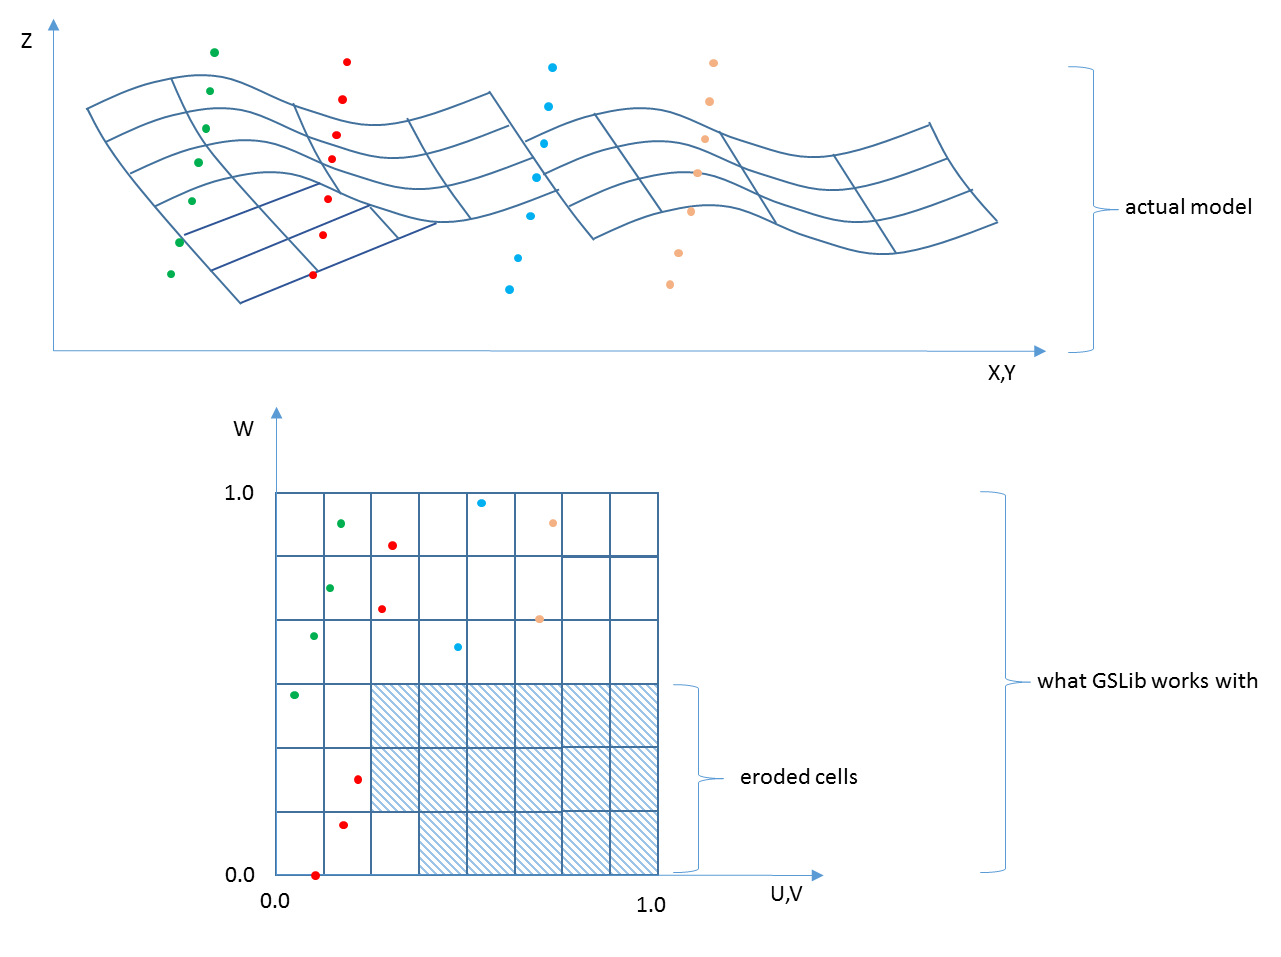 Z
actual model
X,Y
W
1.0
what GSLib works with
eroded cells
0.0
0.0
1.0
U,V